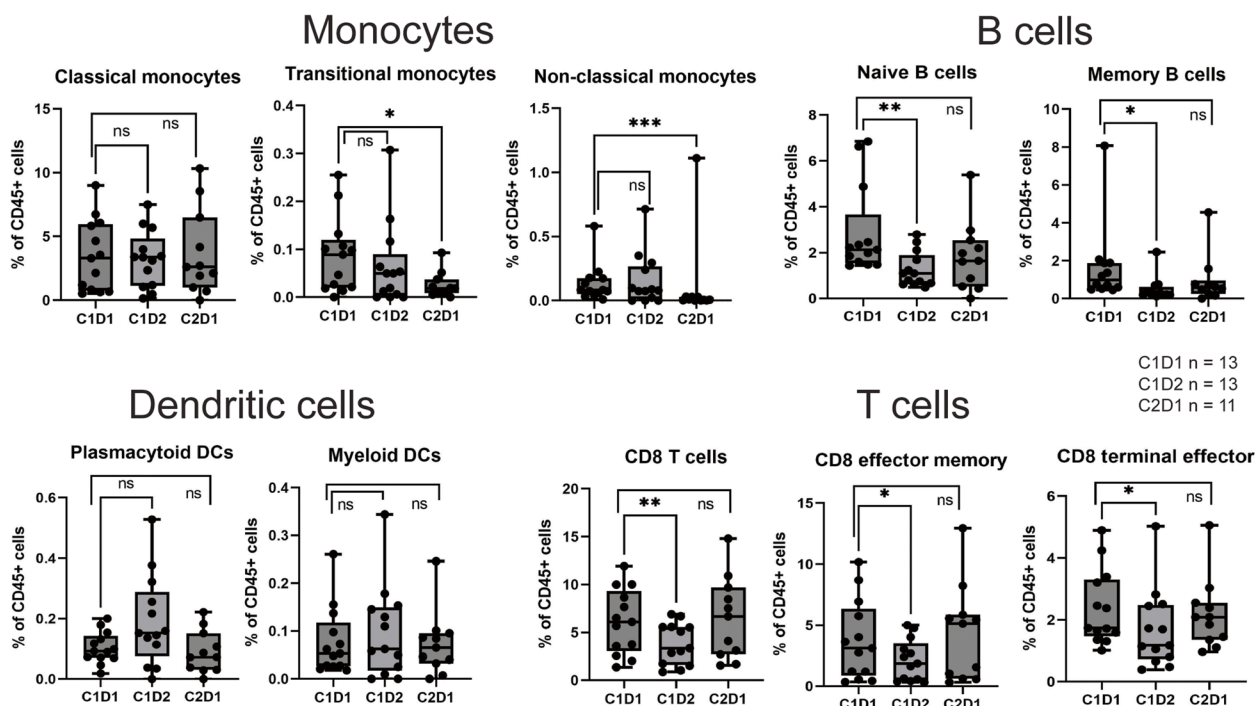 Monocytes
B cells
Classical monocytes
% of CD45+ cells
15
10
5
0
ns
ns
C1D1 C1D2 C2D1
Transitional monocytes
% of CD45+ cells
0.4
0.3
0.2
0.1
0.0
*
ns
C1D1 C1D2 C2D1
Non-classical monocytes
% of CD45+ cells
1.5
1.0
0.5
0.0
***
ns
C1D1 C1D2 C2D1
Naive B cells
% of CD45+ cells
8
6
4
2
0
**
ns
C1D1 C1D2 C2D1
Memory B cells
% of CD45+ cells
10
8
6
4
2
0
*
ns
C1D1 C1D2 C2D1
C1D1 n = 13
C1D2 n = 13
C2D1 n = 11
Dendritic cells
T cells
Plasmacytoid DCs
% of CD45+ cells
0.6
0.4
0.2
0.0
ns
ns
C1D1 C1D2 C2D1
Myeloid DCs
% of CD45+ cells
0.4
0.3
0.2
0.1
0.0
ns
ns
C1D1 C1D2 C2D1
CD8 T cells
% of CD45+ cells
20
15
10
5
0
**
ns
C1D1 C1D2 C2D1
CD8 effector memory
% of CD45+ cells
15
10
5
0
*
ns
C1D1 C1D2 C2D1
CD8 terminal effector
% of CD45+ cells
6
4
2
0
*
ns
C1D1 C1D2 C2D1